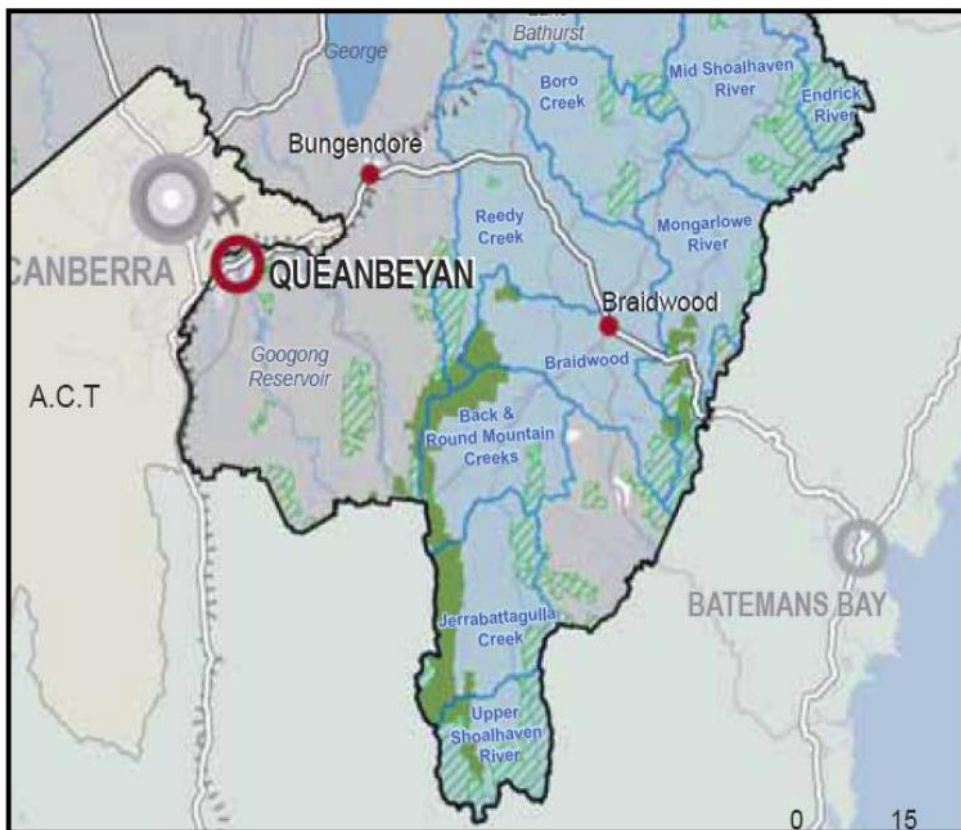 Bathurst
George
Boro
Creek
Mid Shoalhaven
River
Endrick
River
Bungendore
Reedy
Creek
Mongarlowe
River
CANBERRA
QUEANBEYAN
Braidwood
Googong
Reservoir
Braidwood
A.C.T
Back &
Round Mountain
Creeks
BATEMANS BAY
Jerrabattagulla
Creek
Upper
Shoalhaven
River
0 15